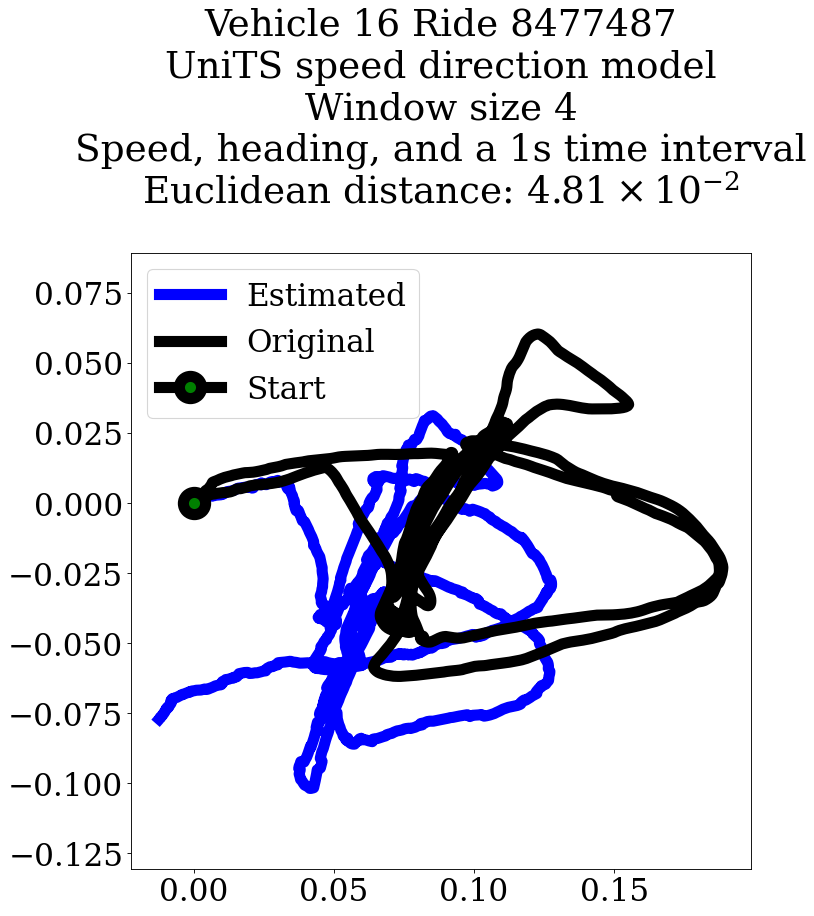 Vehicle 16 Ride 8477487
UniTS speed direction model
Window size 4
Speed, heading, and a 1s time interval
Euclidean distance: 4.81 × 10⁻²
Estimated
Original
Start
0.075
0.050
0.025
0.000
−0.025
−0.050
−0.075
−0.100
−0.125
0.00 0.05 0.10 0.15